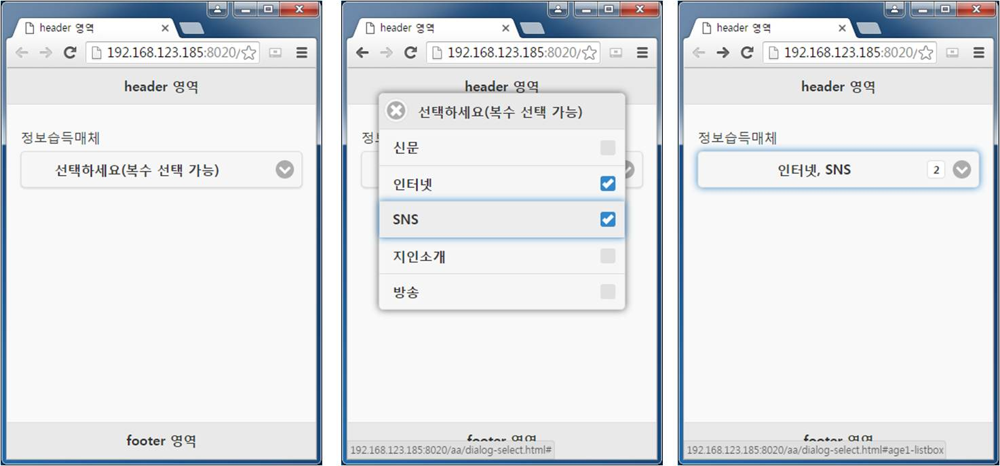 header 영역
192.168.123.185:8020/
header 영역
정보습득매체
선택하세요(복수 선택 가능)
footer 영역
header 영역
192.168.123.185:8020/
header 영역
선택하세요(복수 선택 가능)
신문
인터넷
SNS
지인소개
방송
footer 영역
192.168.123.185:8020/aa/dialog-select.html#
header 영역
192.168.123.185:8020/
header 영역
정보습득매체
인터넷, SNS 2
footer 영역
192.168.123.185:8020/aa/dialog-select.html#age1-listbox